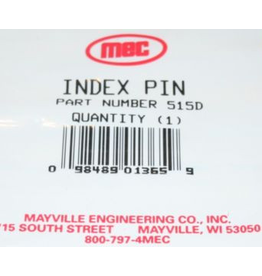 MEC
INDEX PIN
PART NUMBER 515D
QUANTITY (1)
0 98489 01365 9
MAYVILLE ENGINEERING CO., INC.
715 SOUTH STREET MAYVILLE, WI 53050
800-797-4MEC